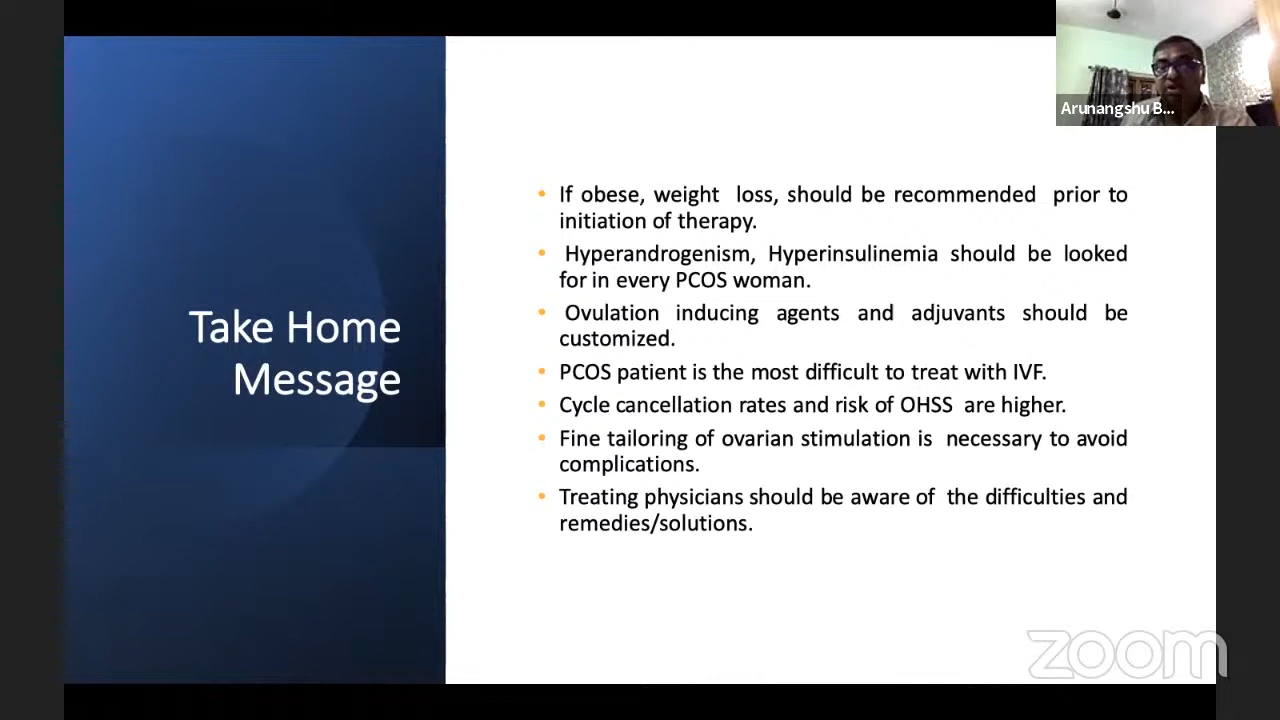 Arunangshu B...
If obese, weight loss, should be recommended prior to
initiation of therapy.
Hyperandrogenism, Hyperinsulinemia should be looked
for in every PCOS woman.
Ovulation inducing agents and adjuvants should be
customized.
PCOS patient is the most difficult to treat with IVF.
Cycle cancellation rates and risk of OHSS are higher.
Fine tailoring of ovarian stimulation is necessary to avoid
complications.
Treating physicians should be aware of the difficulties and
remedies/solutions.
Take Home
Message
zoom